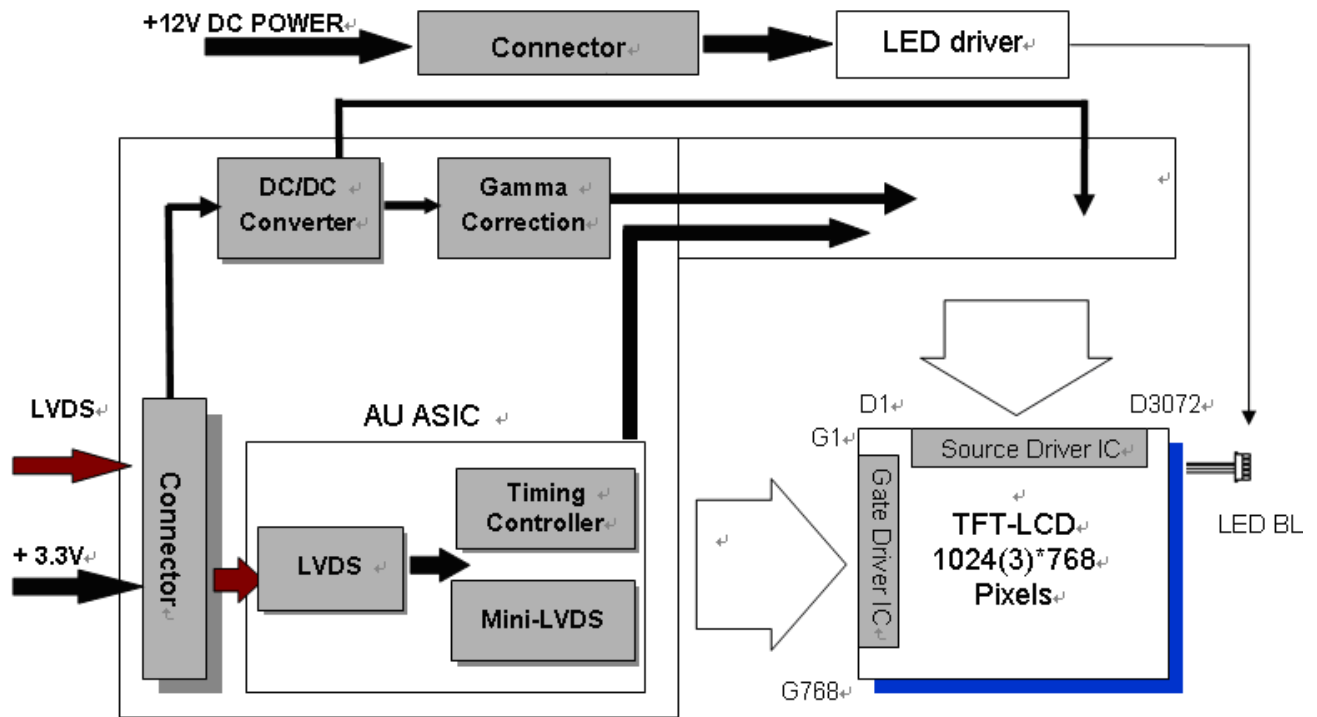 +12V DC POWER
Connector
LED driver
DC/DC
Converter
Gamma
Correction
LVDS
+ 3.3V
Connector
AU ASIC
LVDS
Timing
Controller
Mini-LVDS
D1
D3072
G1
G768
Source Driver IC
Gate Driver IC
TFT-LCD
1024(3)*768
Pixels
LED BL